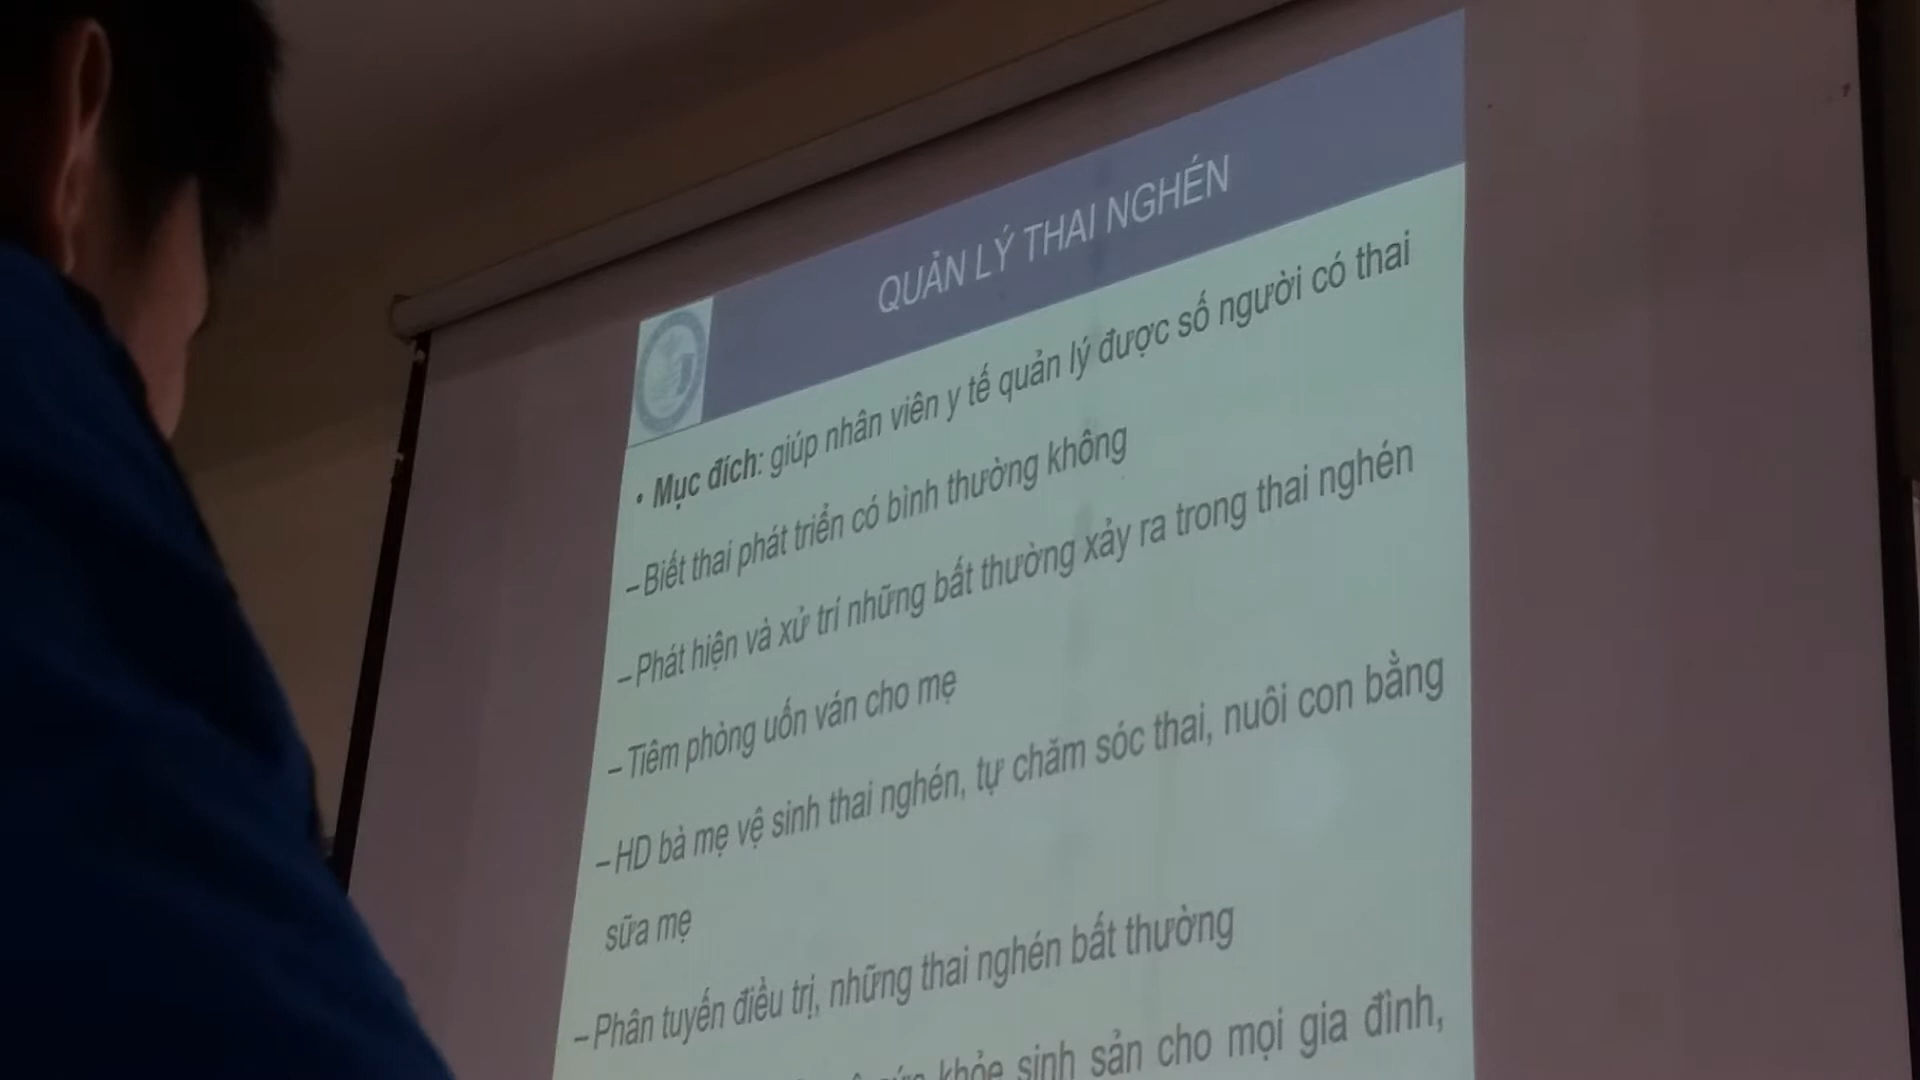 QUẢN LÝ THAI NGHÉN
• Mục đích: giúp nhân viên y tế quản lý được số người có thai
– Biết thai phát triển có bình thường không
– Phát hiện và xử trí những bất thường xảy ra trong thai nghén
– Tiêm phòng uốn ván cho mẹ
– HD bà mẹ vệ sinh thai nghén, tự chăm sóc thai, nuôi con bằng
sữa mẹ
– Phân tuyến điều trị, những thai nghén bất thường
khỏe sinh sản cho mọi gia đình,